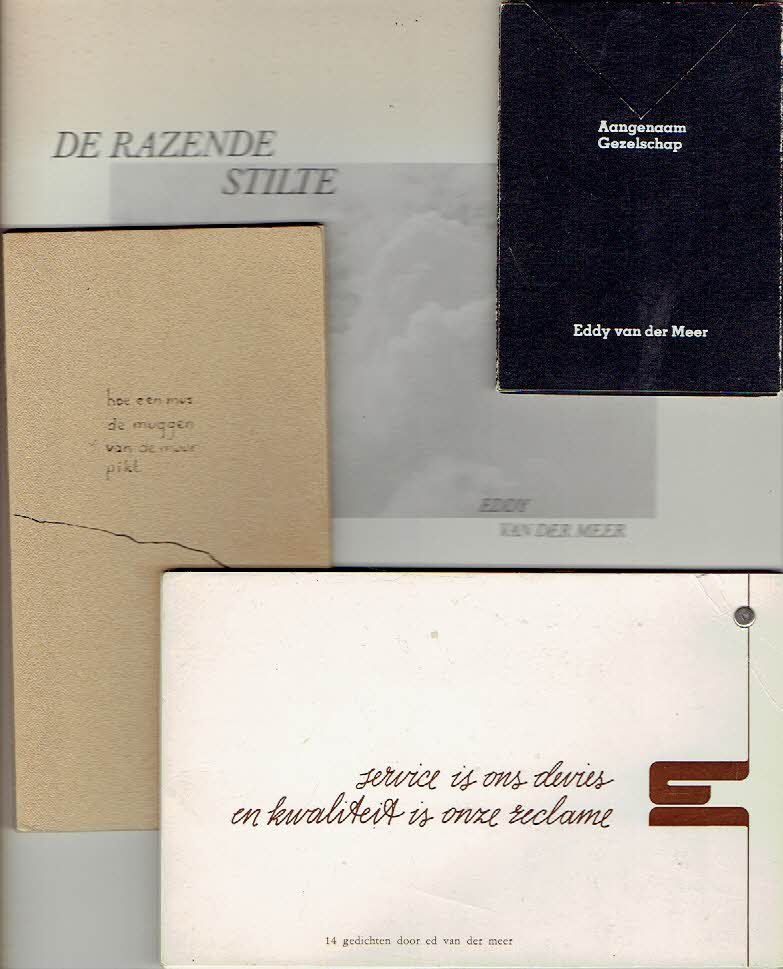 DE RAZENDE
STILTE
EDDY
VAN DER MEER
Aangenaam
Gezelschap
Eddy van der Meer
hoe een mus
de muggen
van de muur
pikt
service is ons devies
en kwaliteit is onze reclame
14 gedichten door ed van der meer